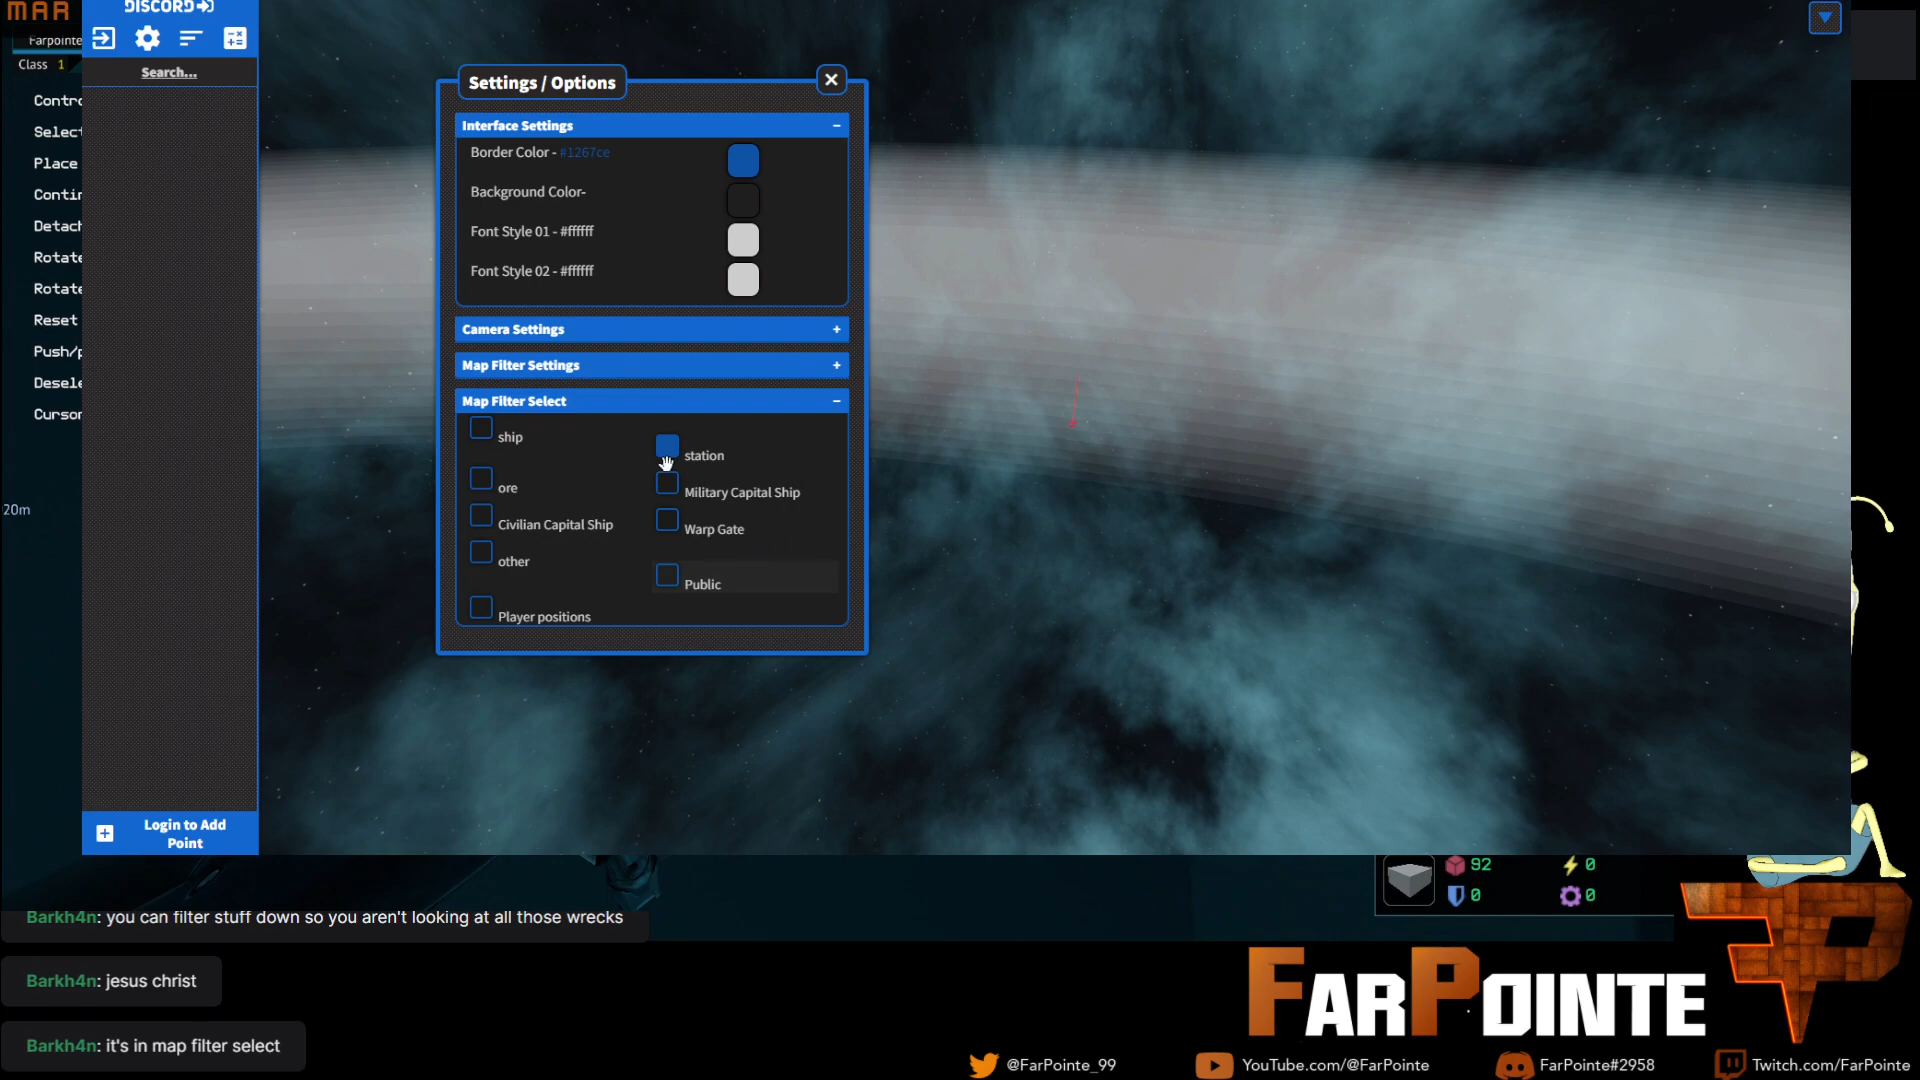 MAR
DISCORD
Farpointe
Class 1
Search...
Contro
Select
Place
Contin
Detach
Rotate
Rotate
Reset
Push/p
Desele
Cursor
20m
Settings / Options
Interface Settings
Border Color - #1267ce
Background Color-
Font Style 01 - #ffffff
Font Style 02 - #ffffff
Camera Settings
Map Filter Settings
Map Filter Select
ship
station
ore
Military Capital Ship
Civilian Capital Ship
Warp Gate
other
Public
Player positions
Login to Add
Point
92
0
0
0
Barkh4n: you can filter stuff down so you aren't looking at all those wrecks
Barkh4n: jesus christ
Barkh4n: it's in map filter select
FARPOINTE
@FarPointe_99
YouTube.com/@FarPointe
FarPointe#2958
Twitch.com/FarPointe